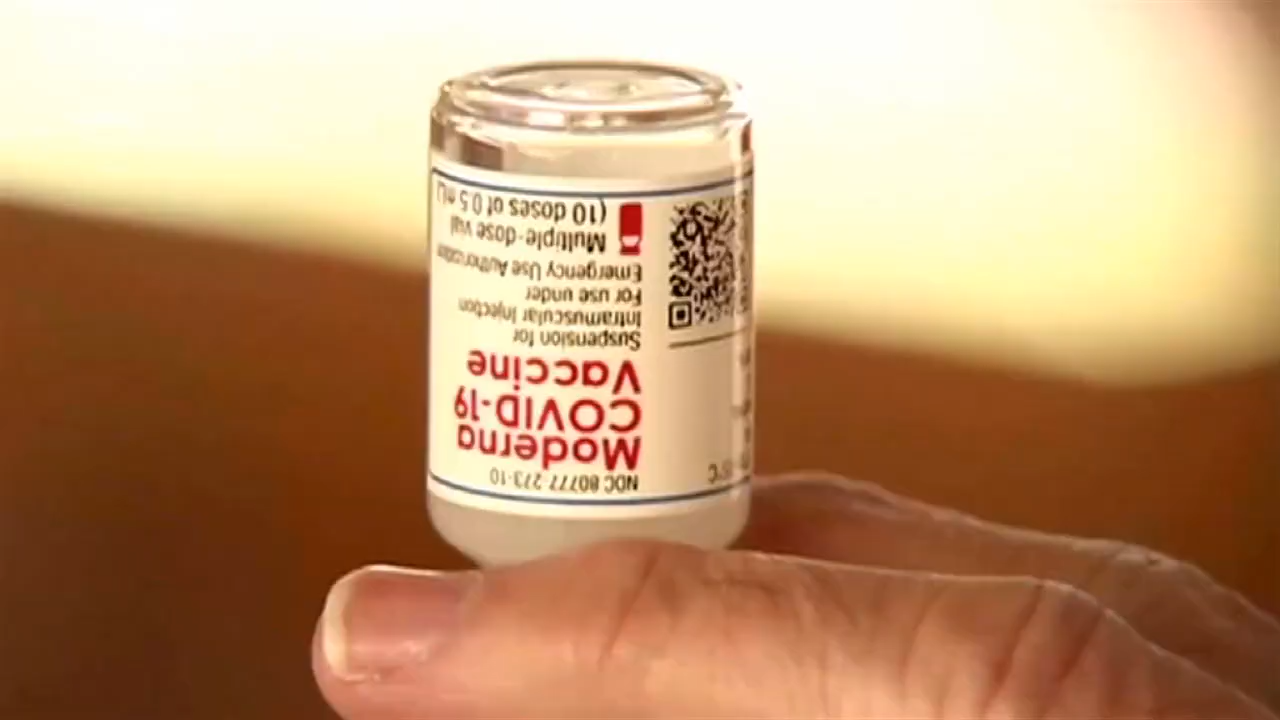 NDC 80777-273-10
Moderna
COVID-19
Vaccine
Suspension for
Intramuscular Injection
For use under
Emergency Use Authorization
Multiple-dose vial
(10 doses of 0.5 mL)